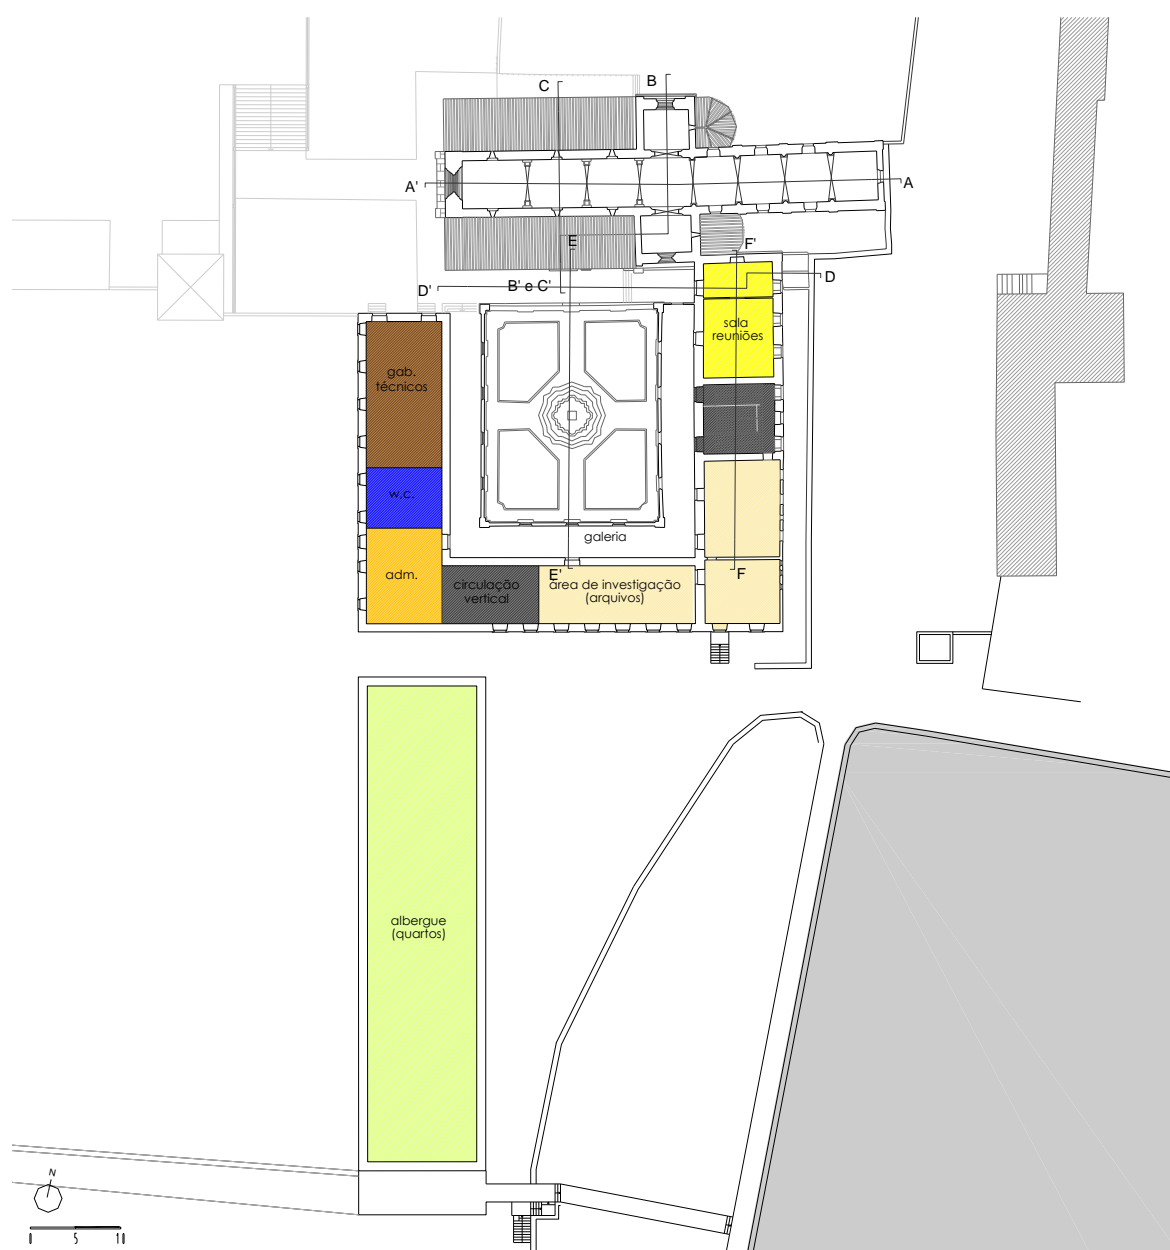 C
B
A'
A
E
F'
D'
B' e C'
D
sala
reuniões
gab.
técnicos
w.c.
galeria
adm.
circulação
vertical
E'
área de investigação
(arquivos)
F
albergue
(quartos)
N
0 5 10